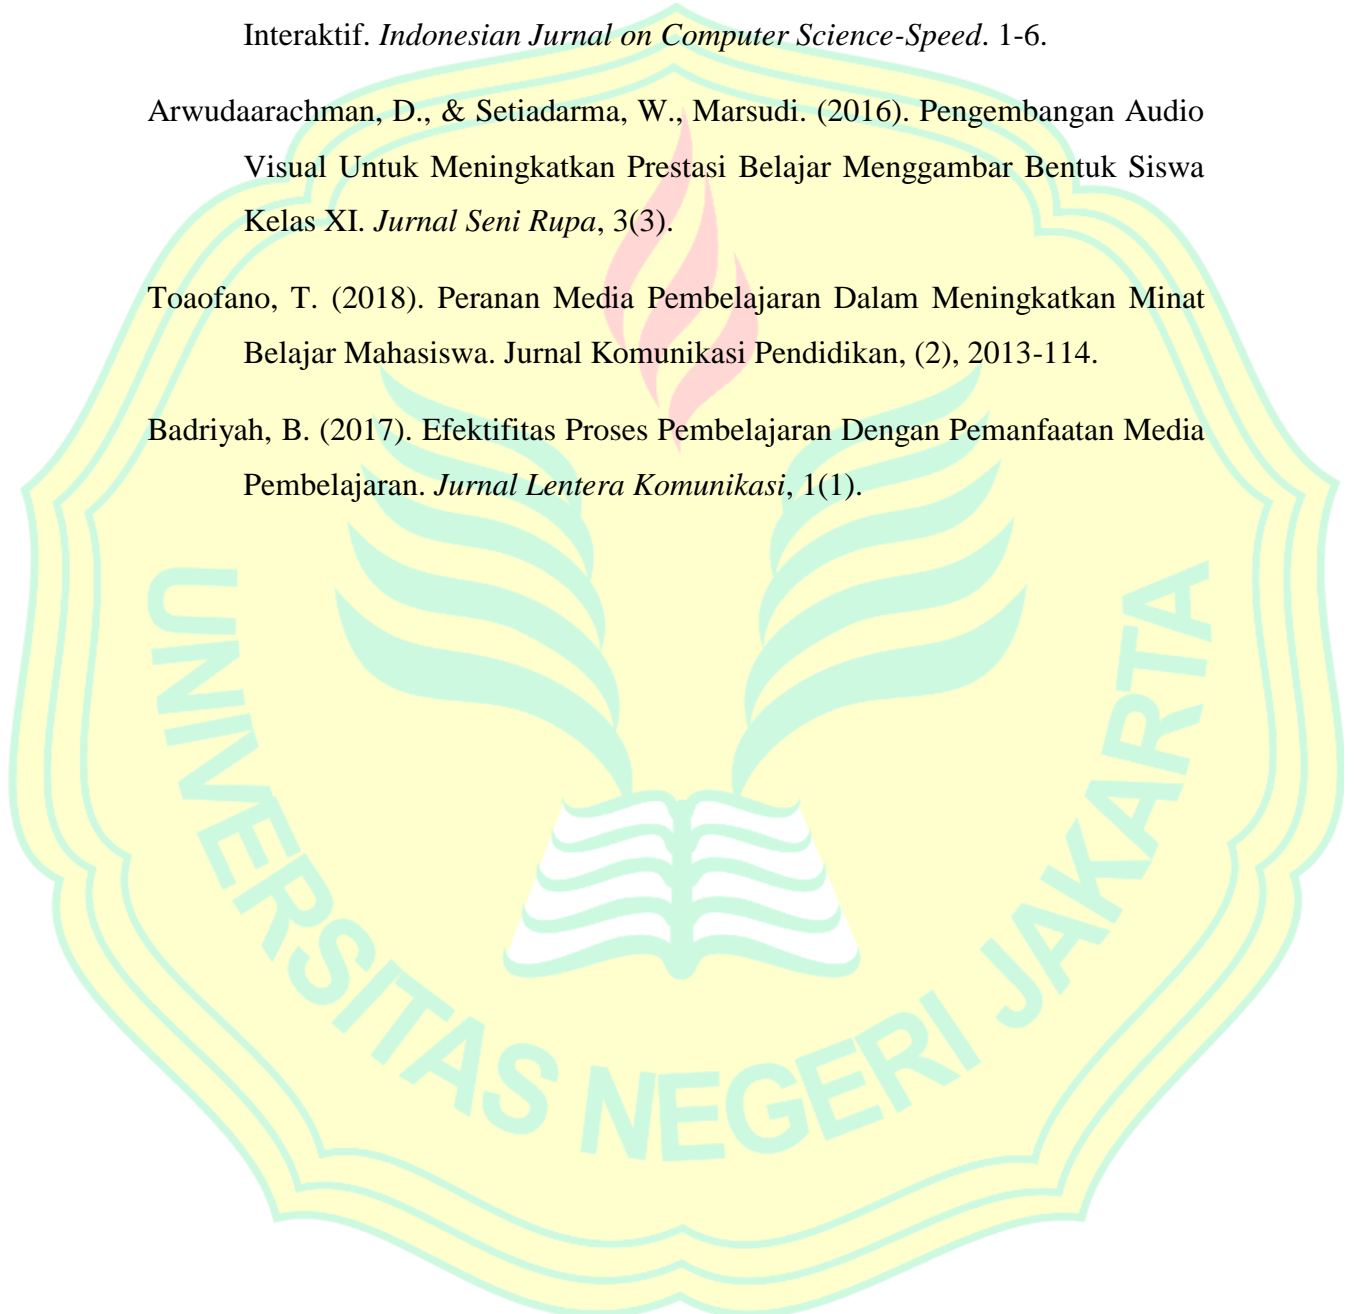 Interaktif. Indonesian Jurnal on Computer Science-Speed. 1-6.
Arwudaarachman, D., & Setiadarma, W., Marsudi. (2016). Pengembangan Audio
Visual Untuk Meningkatkan Prestasi Belajar Menggambar Bentuk Siswa
Kelas XI. Jurnal Seni Rupa, 3(3).
Toaofano, T. (2018). Peranan Media Pembelajaran Dalam Meningkatkan Minat
Belajar Mahasiswa. Jurnal Komunikasi Pendidikan, (2), 2013-114.
Badriyah, B. (2017). Efektifitas Proses Pembelajaran Dengan Pemanfaatan Media
Pembelajaran. Jurnal Lentera Komunikasi, 1(1).
UNIVERSITAS NEGERI JAKARTA